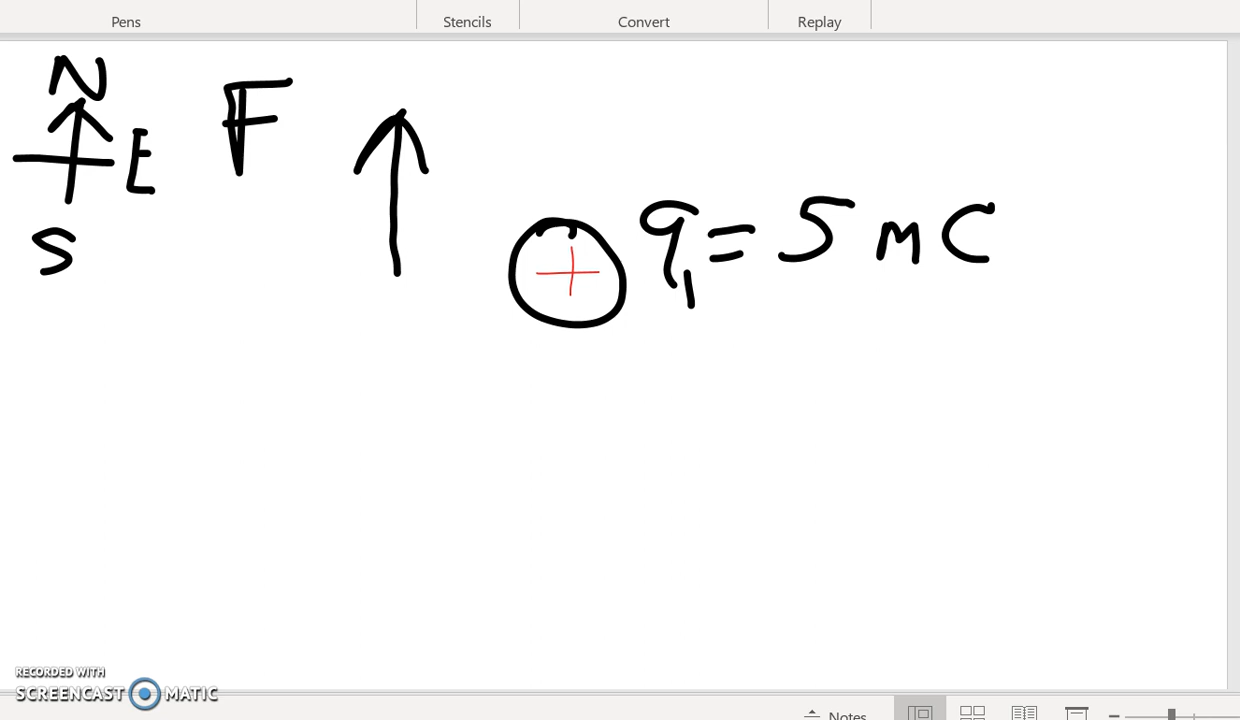 Pens Stencils Convert Replay
N
E
S
F
+
q1 = 5 mC
RECORDED WITH
SCREENCAST MATIC
Notes